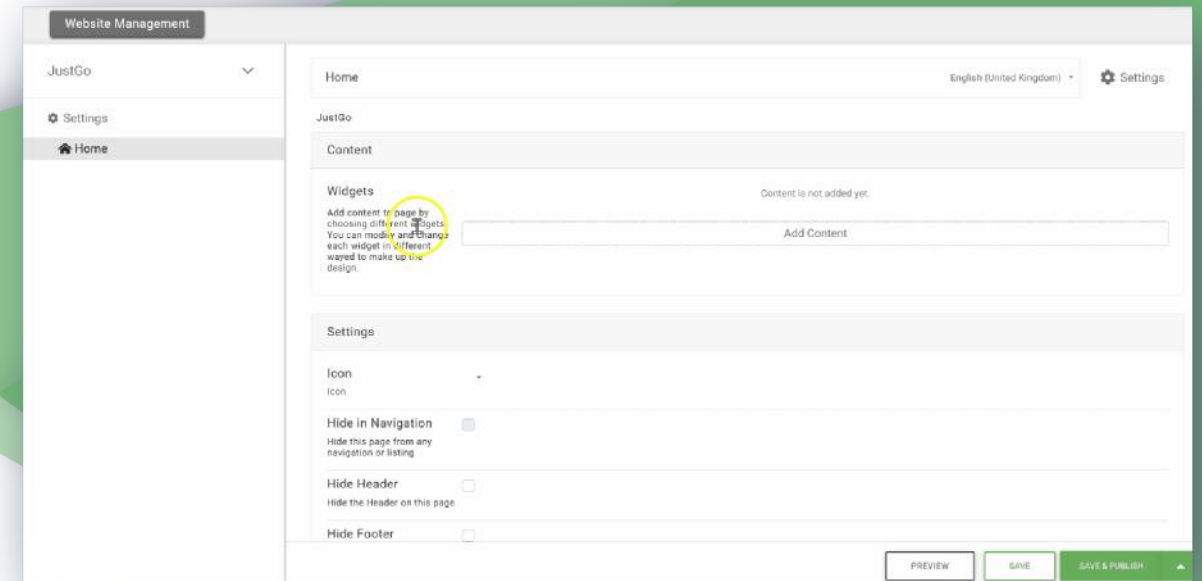 Website Management
JustGo
Settings
Home
Home
English (United Kingdom)
Settings
JustGo
Content
Widgets
Add content to page by
choosing different widgets.
You can modify and change
each widget in different
wayed to make up the
design.
Content is not added yet.
Add Content
Settings
Icon
Icon
Hide in Navigation
Hide this page from any
navigation or listing
Hide Header
Hide the Header on this page
Hide Footer
PREVIEW
SAVE
SAVE & PUBLISH